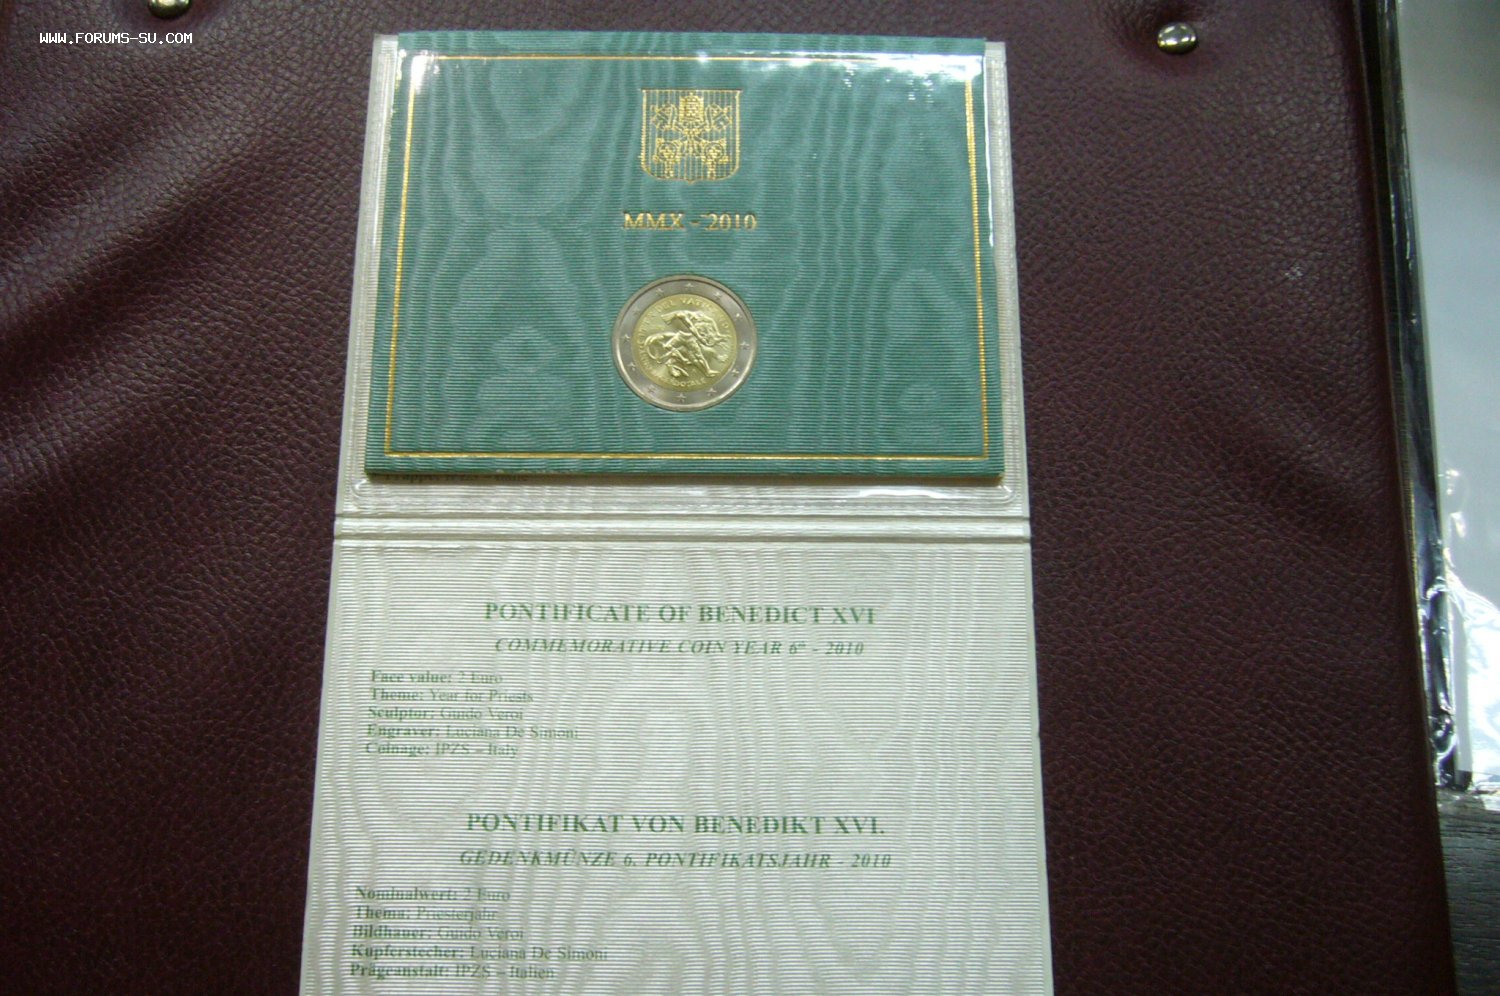 WWW.FORUMS-SU.COM
MMX - 2010
DEL VATIC
PONTIFICATE OF BENEDICT XVI
COMMEMORATIVE COIN YEAR 6th - 2010
Face value: 2 Euro
Theme: Year for Priests
Sculptor: Guido Veroi
Engraver: Luciana De Simoni
Coinage: IPZS - Italy
PONTIFIKAT VON BENEDIKT XVI.
GEDENKMÜNZE 6. PONTIFIKATSJAHR - 2010
Nominalwert: 2 Euro
Thema: Priesterjahr
Bildhauer: Guido Veroi
Kupferstecher: Luciana De Simoni
Prägeanstalt: IPZS - Italien